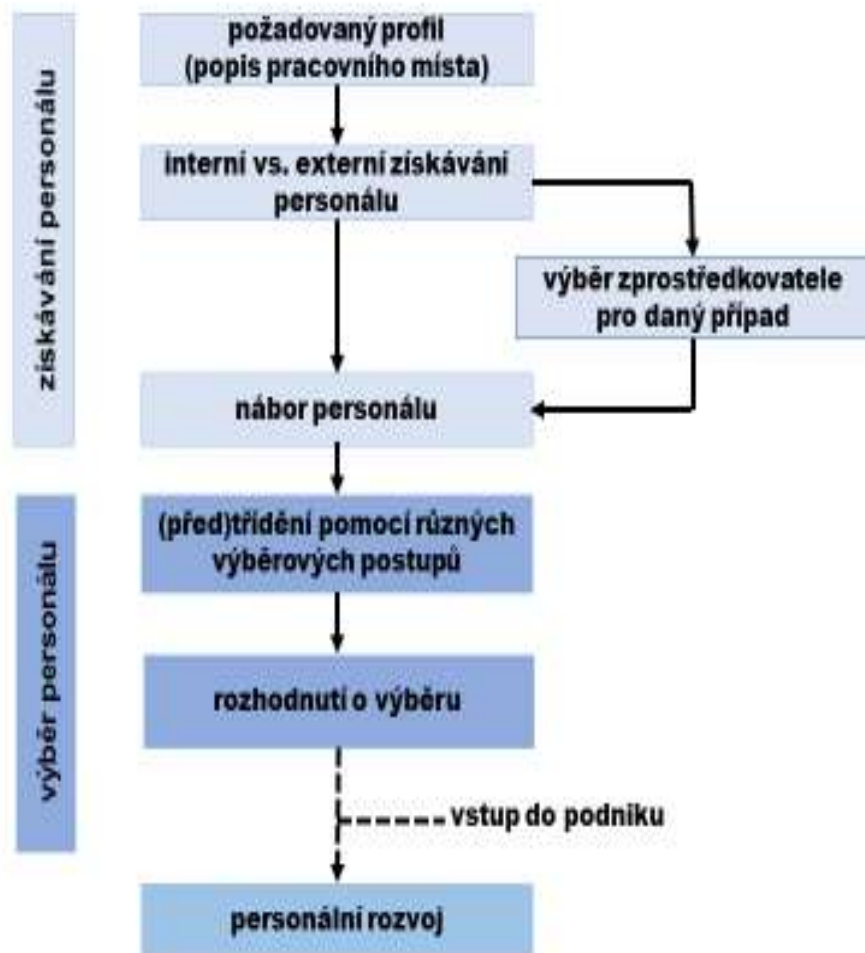 získávání personálu
požadovaný profil
(popis pracovního místa)
interní vs. externí získávání
personálu
výběr zprostředkovatele
pro daný případ
nábor personálu
výběr personálu
(před)třídění pomocí různých
výběrových postupů
rozhodnutí o výběru
vstup do podniku
personální rozvoj